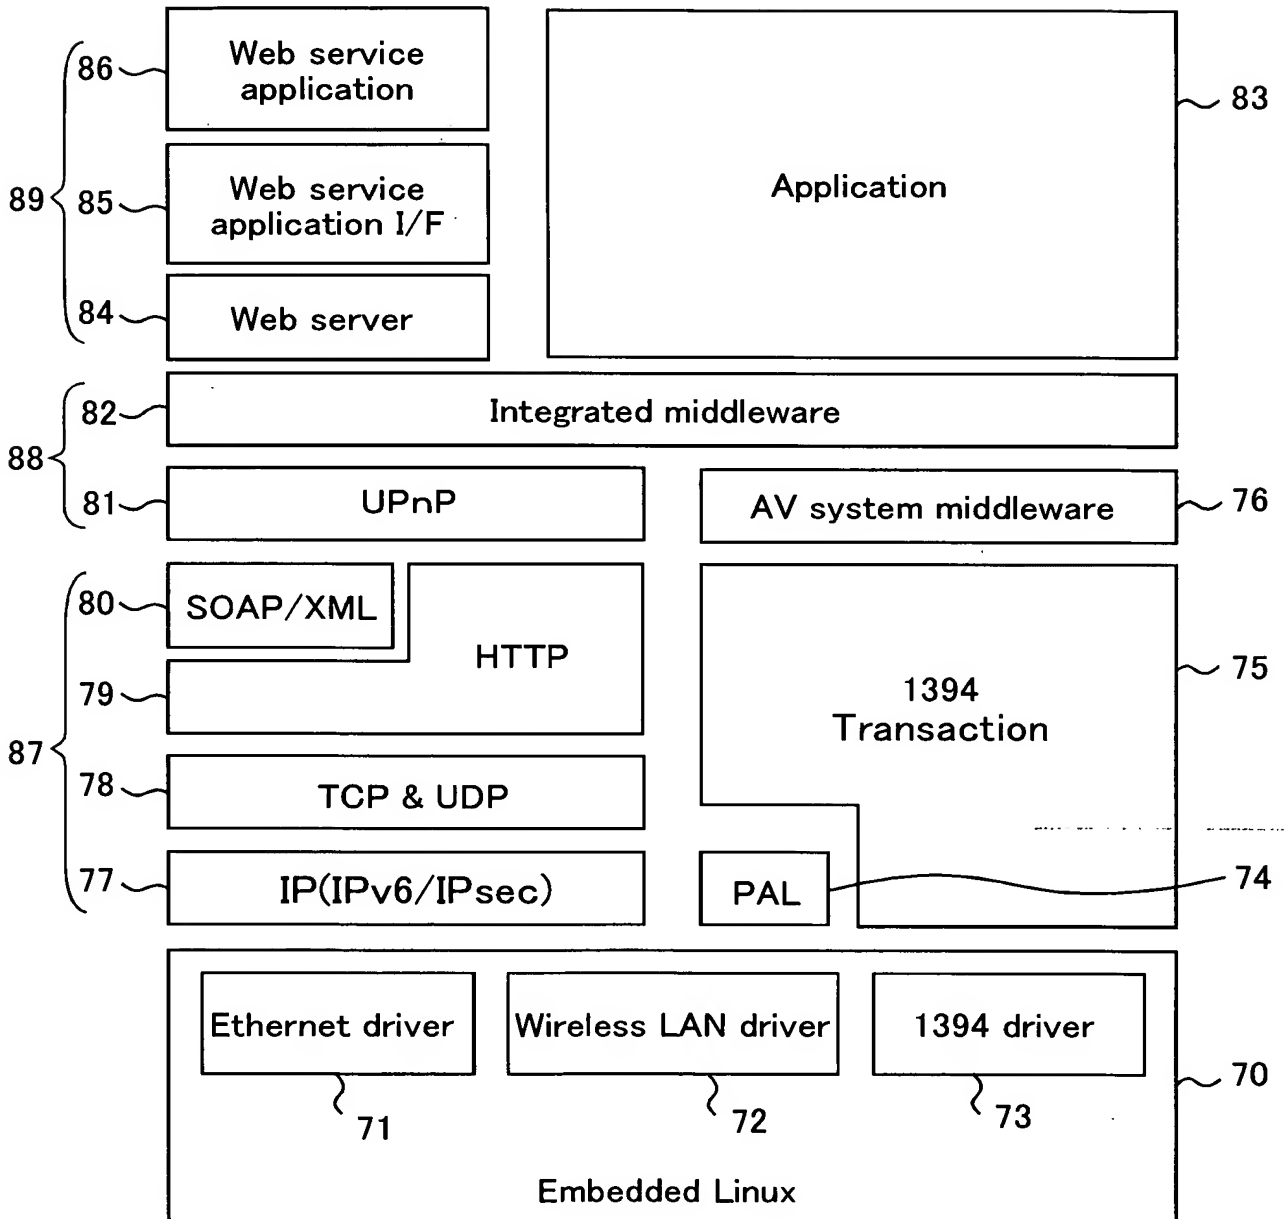 86
Web service
application
83
Application
89
85
Web service
application I/F
84
Web server
82
Integrated middleware
88
81
UPnP
AV system middleware
76
80
SOAP/XML
HTTP
79
1394
Transaction
75
87
78
TCP & UDP
77
IP(IPv6/IPsec)
PAL
74
Ethernet driver
Wireless LAN driver
1394 driver
70
71
72
73
Embedded Linux